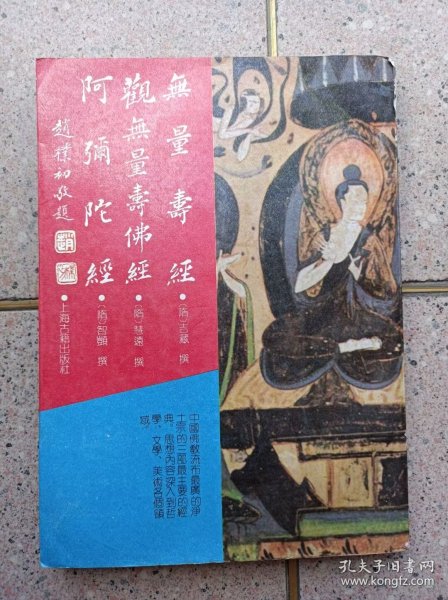 無量壽經
•〔隋〕吉藏 撰
觀無量壽佛經
•〔隋〕慧遠 撰
阿彌陀經
•〔隋〕智顗 撰
趙樸初敬題
•上海古籍出版社
中國佛教流布最廣的淨
土宗的三部最主要的經
典。思想內容深入到哲
學、文學、美術各個領
域。
孔夫子旧书网
www.kongfz.com